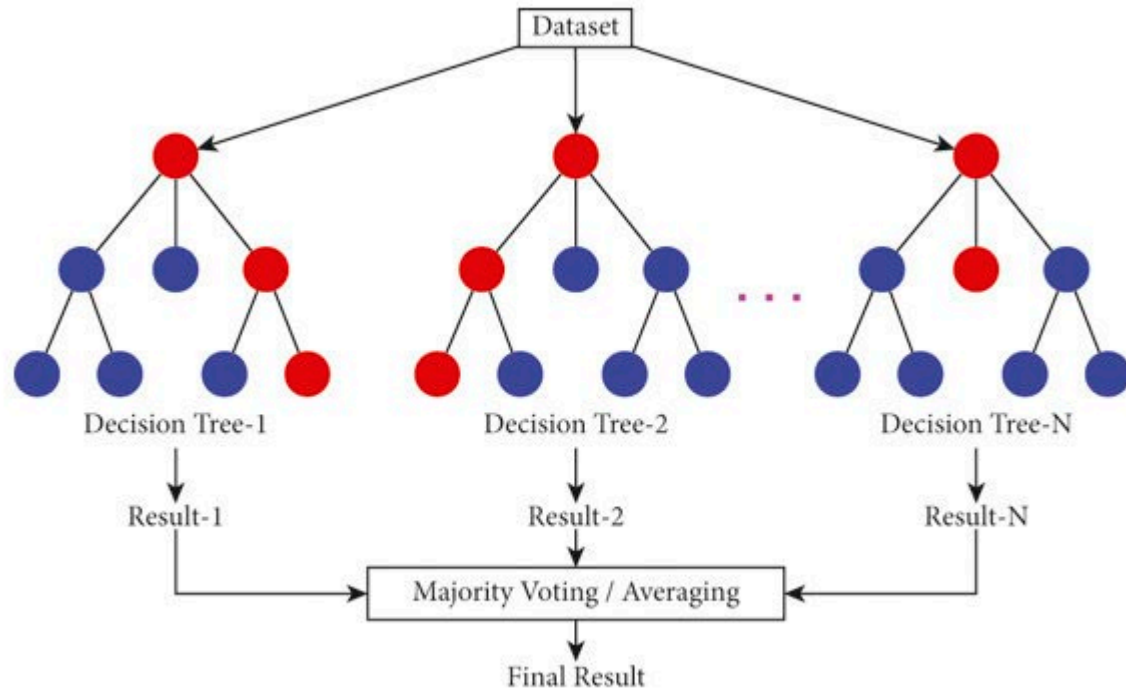 Dataset
Decision Tree-1
Decision Tree-2
Decision Tree-N
Result-1
Result-2
Result-N
Majority Voting / Averaging
Final Result